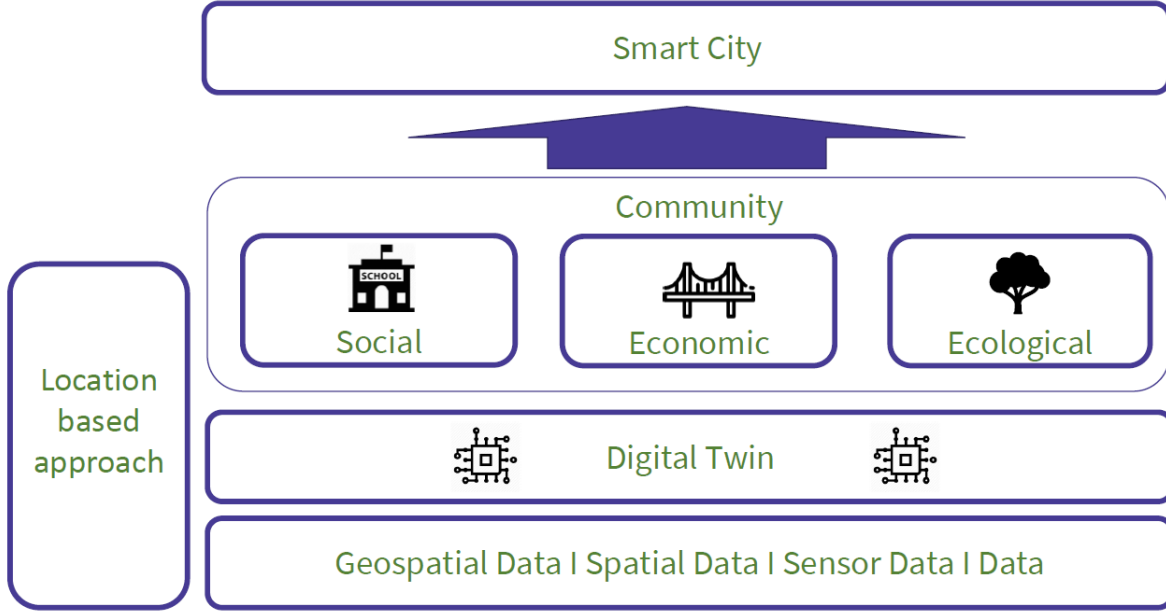 Smart City
Community
SCHOOL
Social
Economic
Ecological
Location
based
approach
Digital Twin
Geospatial Data I Spatial Data I Sensor Data I Data